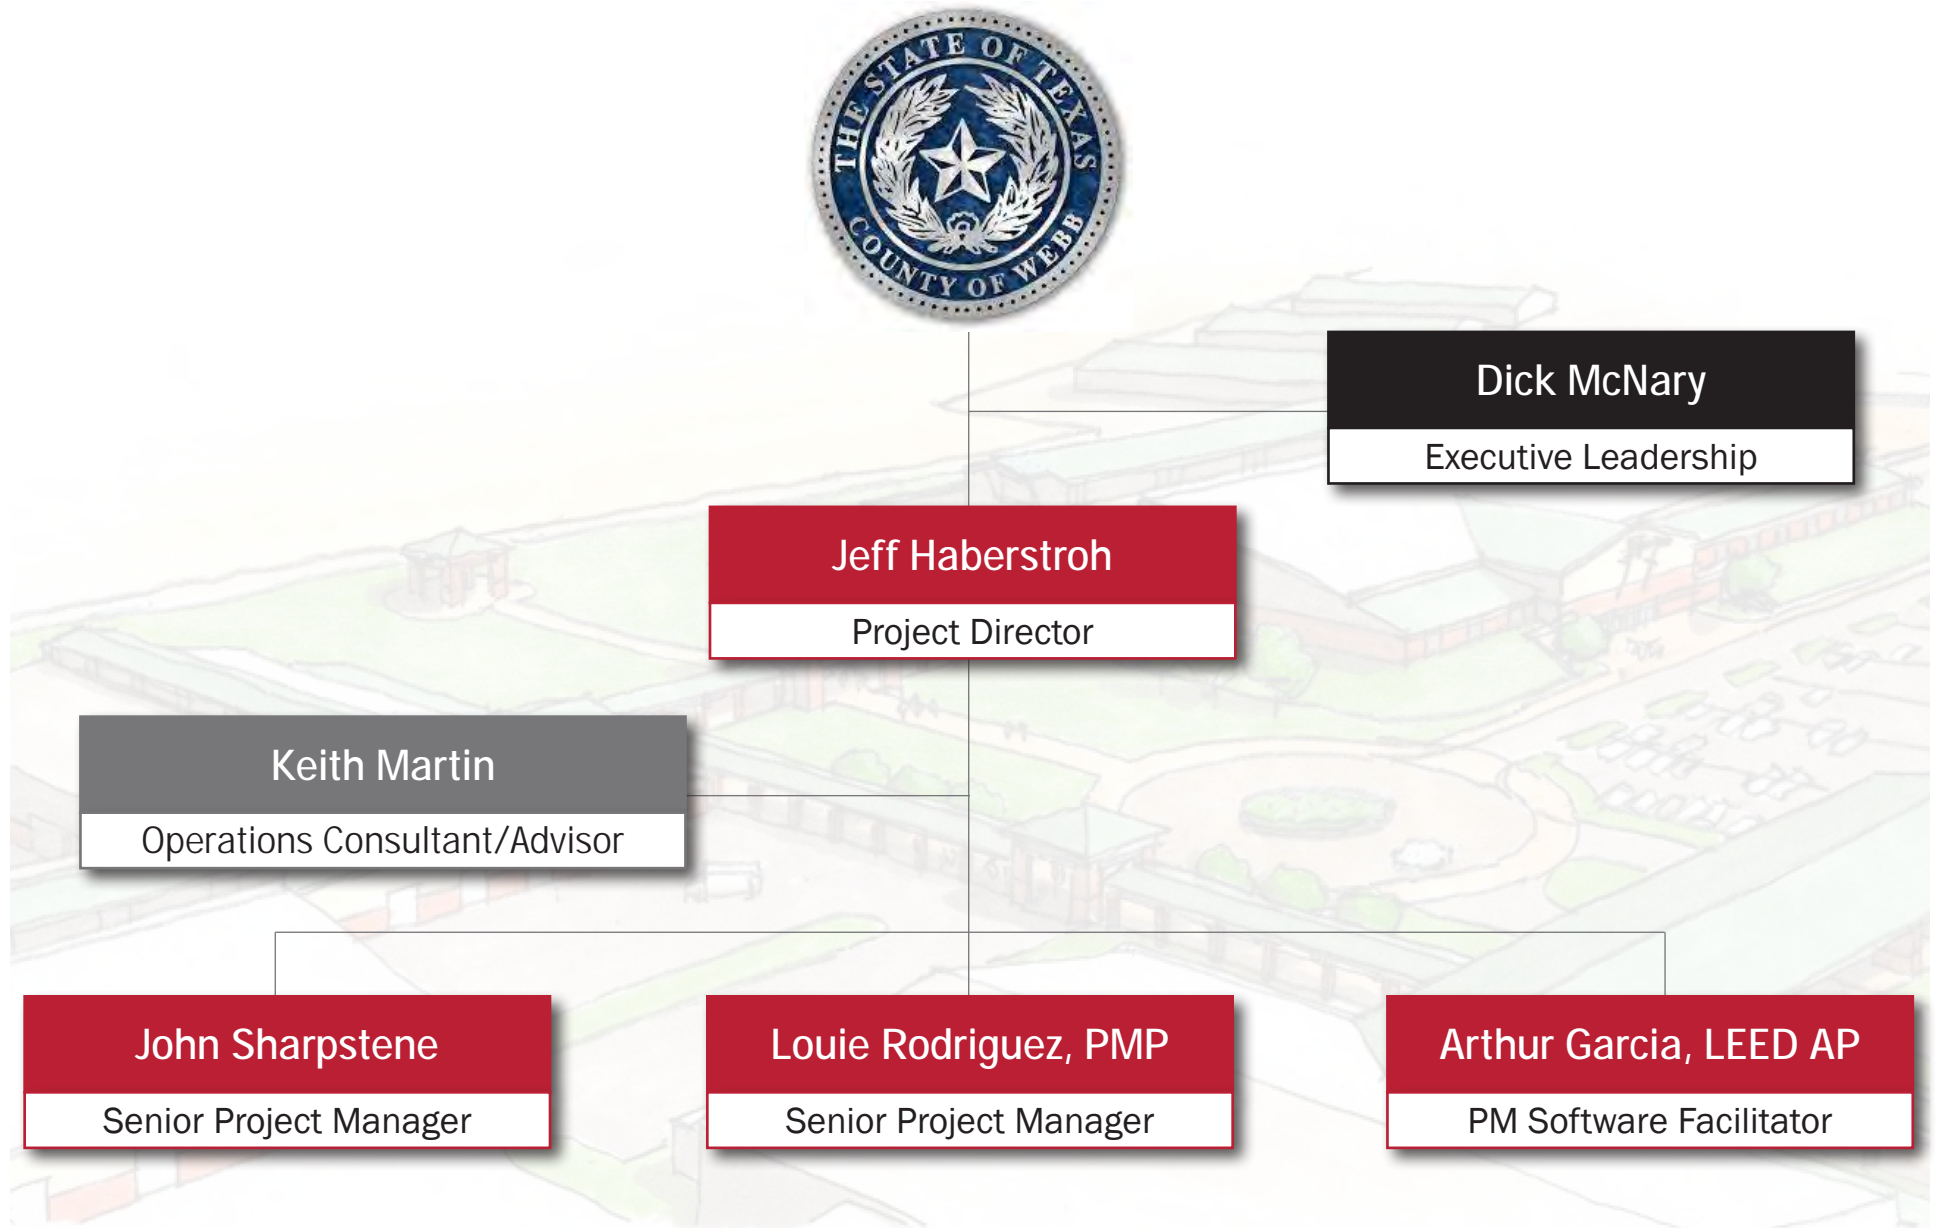 THE STATE OF TEXAS
COUNTY OF WEBB
Dick McNary
Executive Leadership
Jeff Haberstroh
Project Director
Keith Martin
Operations Consultant/Advisor
John Sharpstene
Senior Project Manager
Louie Rodriguez, PMP
Senior Project Manager
Arthur Garcia, LEED AP
PM Software Facilitator